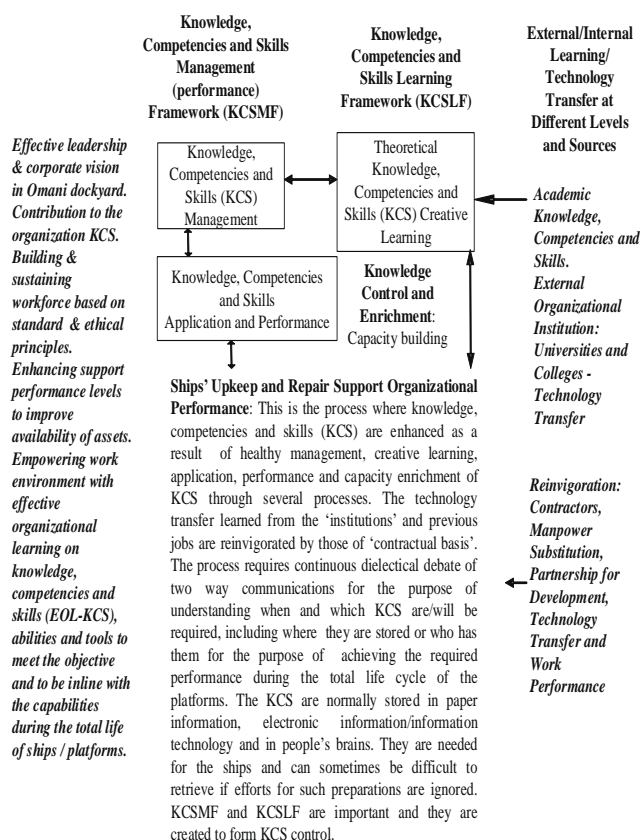 Knowledge,
Competencies and Skills
Management
(performance)
Framework (KCSMF)
Knowledge,
Competencies and
Skills Learning
Framework (KCSLF)
External/Internal
Learning/
Technology
Transfer at
Different Levels
and Sources
Effective leadership
& corporate vision
in Omani dockyard.
Contribution to the
organization KCS.
Building &
sustaining
workforce based on
standard & ethical
principles.
Enhancing support
performance levels
to improve
availability of assets.
Empowering work
environment with
effective
organizational
learning on
knowledge,
competencies and
skills (EOL-KCS),
abilities and tools to
meet the objective
and to be inline with
the capabilities
during the total life
of ships / platforms.
Knowledge,
Competencies and
Skills (KCS)
Management
Theoretical
Knowledge,
Competencies and
Skills (KCS) Creative
Learning
Knowledge, Competencies
and Skills
Application and Performance
Knowledge
Control and
Enrichment:
Capacity building
Ships' Upkeep and Repair Support Organizational
Performance: This is the process where knowledge,
competencies and skills (KCS) are enhanced as a
result of healthy management, creative learning,
application, performance and capacity enrichment of
KCS through several processes. The technology
transfer learned from the 'institutions' and previous
jobs are reinvigorated by those of 'contractual basis'.
The process requires continuous dielectical debate of
two way communications for the purpose of
understanding when and which KCS are/will be
required, including where they are stored or who has
them for the purpose of achieving the required
performance during the total life cycle of the
platforms. The KCS are normally stored in paper
information, electronic information/information
technology and in people's brains. They are needed
for the ships and can sometimes be difficult to
retrieve if efforts for such preparations are ignored.
KCSMF and KCSLF are important and they are
created to form KCS control.
Academic
Knowledge,
Competencies and
Skills.
External
Organizational
Institution:
Universities and
Colleges -
Technology
Transfer
Reinvigoration:
Contractors,
Manpower
Substitution,
Partnership for
Development,
Technology
Transfer and
Work
Performance